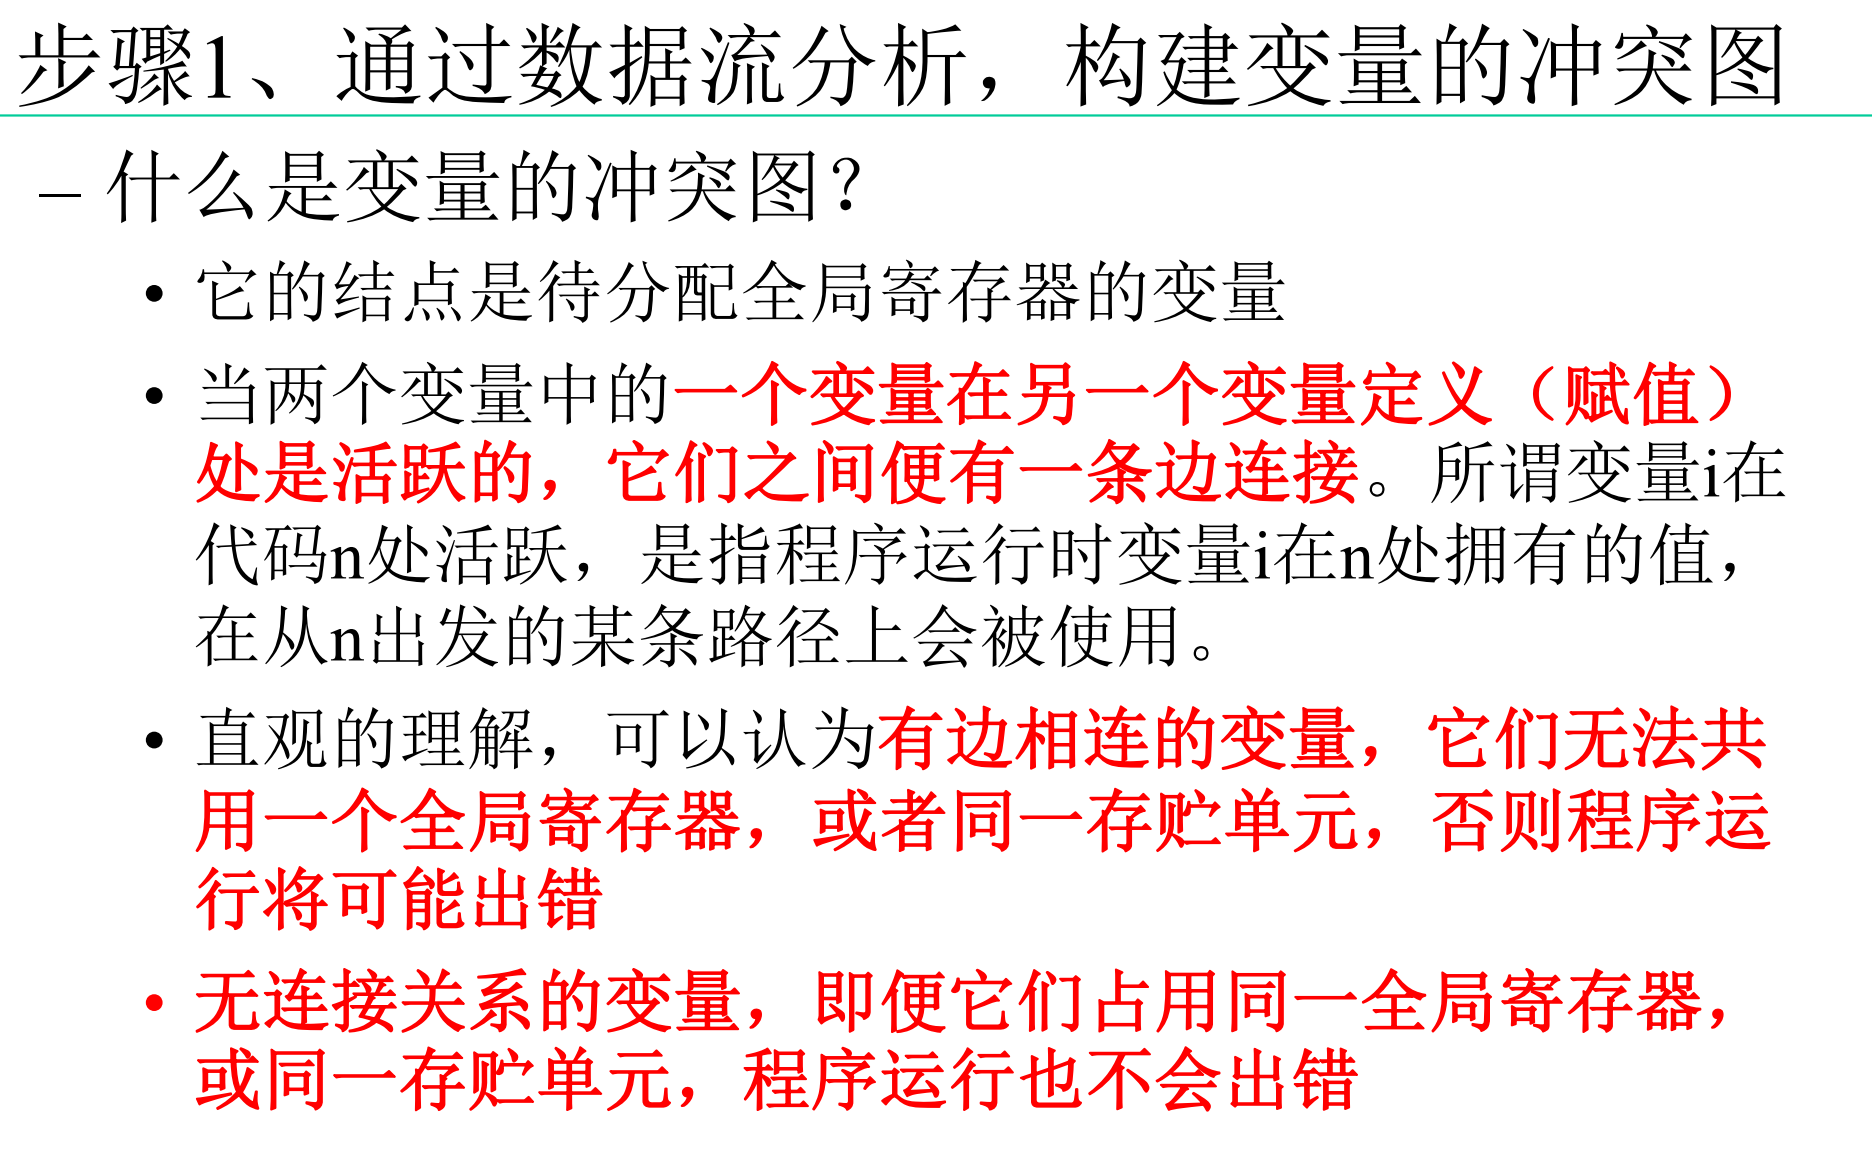 步骤1、通过数据流分析，构建变量的冲突图
– 什么是变量的冲突图？
• 它的结点是待分配全局寄存器的变量
• 当两个变量中的一个变量在另一个变量定义（赋值）
处是活跃的，它们之间便有一条边连接。所谓变量i在
代码n处活跃，是指程序运行时变量i在n处拥有的值，
在从n出发的某条路径上会被使用。
• 直观的理解，可以认为有边相连的变量，它们无法共
用一个全局寄存器，或者同一存贮单元，否则程序运
行将可能出错
• 无连接关系的变量，即便它们占用同一全局寄存器，
或同一存贮单元，程序运行也不会出错